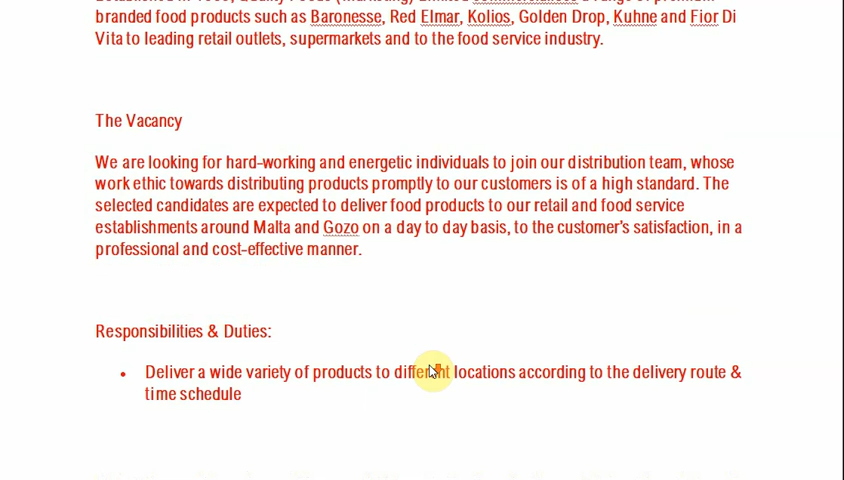 branded food products such as Baronesse, Red Elmar, Kolios, Golden Drop, Kuhne and Fior Di
Vita to leading retail outlets, supermarkets and to the food service industry.
The Vacancy
We are looking for hard-working and energetic individuals to join our distribution team, whose
work ethic towards distributing products promptly to our customers is of a high standard. The
selected candidates are expected to deliver food products to our retail and food service
establishments around Malta and Gozo on a day to day basis, to the customer's satisfaction, in a
professional and cost-effective manner.
Responsibilities & Duties:
• Deliver a wide variety of products to different locations according to the delivery route &
time schedule